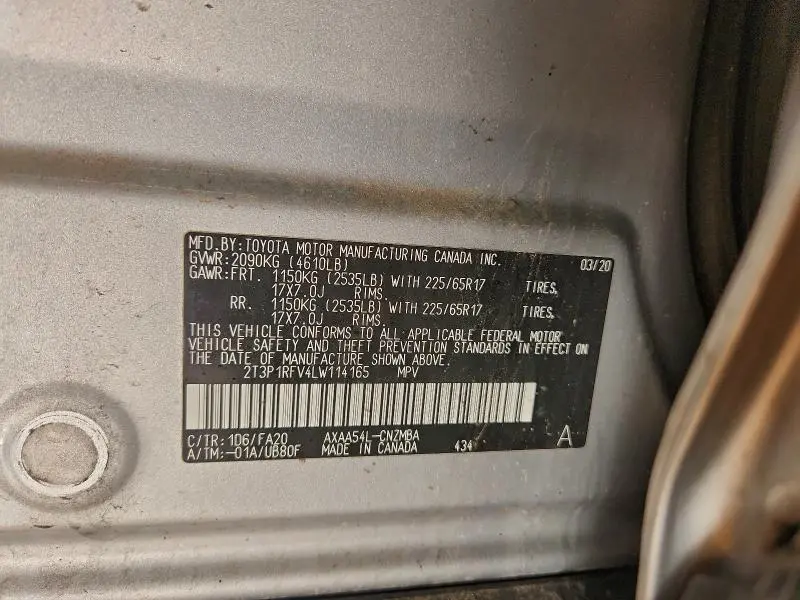 MFD.BY:TOYOTA MOTOR MANUFACTURING CANADA INC. 03/20
GVWR:2090KG (4610LB)
GAWR:FRT. 1150KG (2535LB) WITH 225/65R17 TIRES,
17X7.0J RIMS.
RR. 1150KG (2535LB) WITH 225/65R17 TIRES,
17X7.0J RIMS.
THIS VEHICLE CONFORMS TO ALL APPLICABLE FEDERAL MOTOR
VEHICLE SAFETY AND THEFT PREVENTION STANDARDS IN EFFECT ON
THE DATE OF MANUFACTURE SHOWN ABOVE.
2T3P1RFV4LW114165 MPV
C/TR:1D6/FA20 AXAA54L-CNZMBA
A/TM:-01A/UB80F MADE IN CANADA 434 A